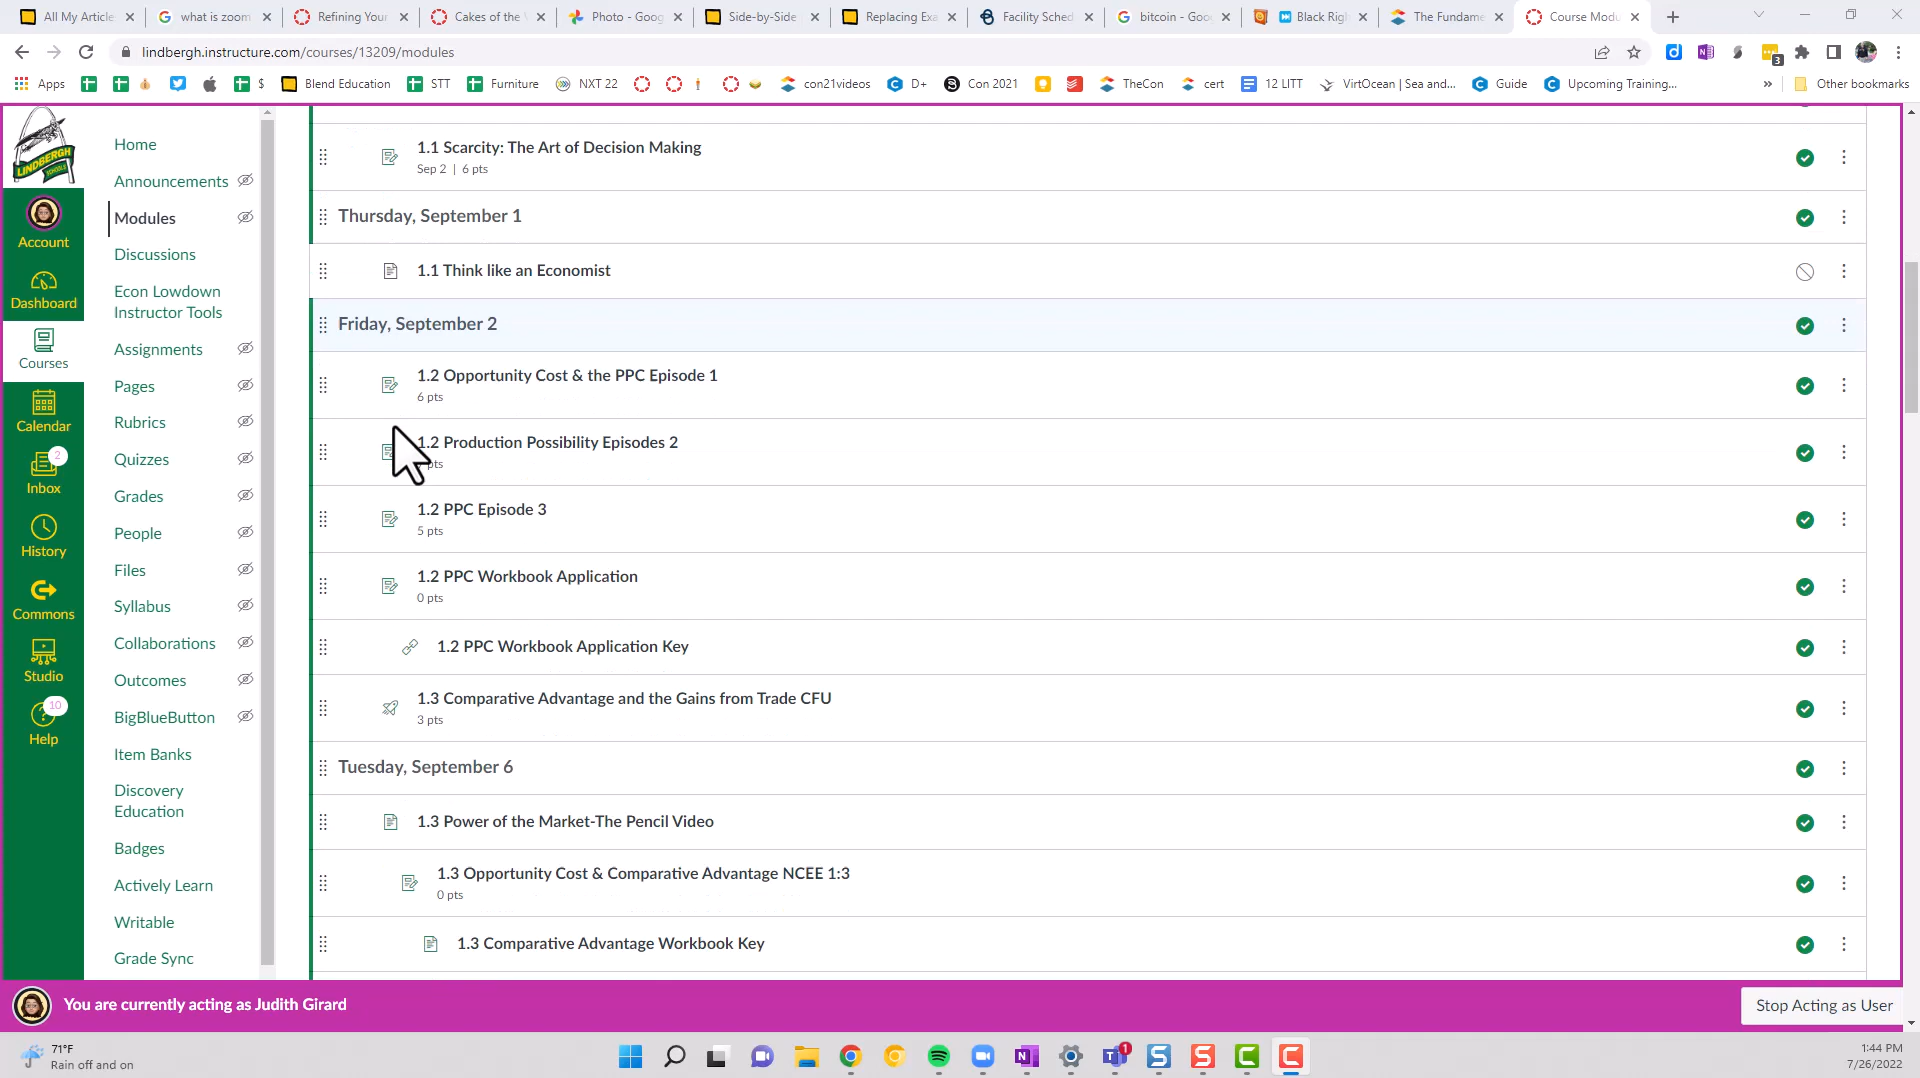 All My Article
what is zoom
Refining Your
Cakes of the
Photo - Goog
Side-by-Side
Replacing Exa
Facility Sched
bitcoin - Goo
Black Righ
The Fundame
Course Modu
lindbergh.instructure.com/courses/13209/modules
3
Apps
$
Blend Education
STT
Furniture
NXT 22
con21videos
D+
Con 2021
TheCon
cert
12 LITT
VirtOcean | Sea and...
Guide
Upcoming Training...
»
Other bookmarks
LINDBERGH
SCHOOLS
Account
Dashboard
Courses
Calendar
2
Inbox
History
Commons
Studio
10
Help
Home
Announcements
Modules
Discussions
Econ Lowdown
Instructor Tools
Assignments
Pages
Rubrics
Quizzes
Grades
People
Files
Syllabus
Collaborations
Outcomes
BigBlueButton
Item Banks
Discovery
Education
Badges
Actively Learn
Writable
Grade Sync
1.1 Scarcity: The Art of Decision Making
Sep 2 | 6 pts
Thursday, September 1
1.1 Think like an Economist
Friday, September 2
1.2 Opportunity Cost & the PPC Episode 1
6 pts
1.2 Production Possibility Episodes 2
pts
1.2 PPC Episode 3
5 pts
1.2 PPC Workbook Application
0 pts
1.2 PPC Workbook Application Key
1.3 Comparative Advantage and the Gains from Trade CFU
3 pts
Tuesday, September 6
1.3 Power of the Market-The Pencil Video
1.3 Opportunity Cost & Comparative Advantage NCEE 1:3
0 pts
1.3 Comparative Advantage Workbook Key
You are currently acting as Judith Girard
Stop Acting as User
71°F
Rain off and on
1
1:44 PM
7/26/2022